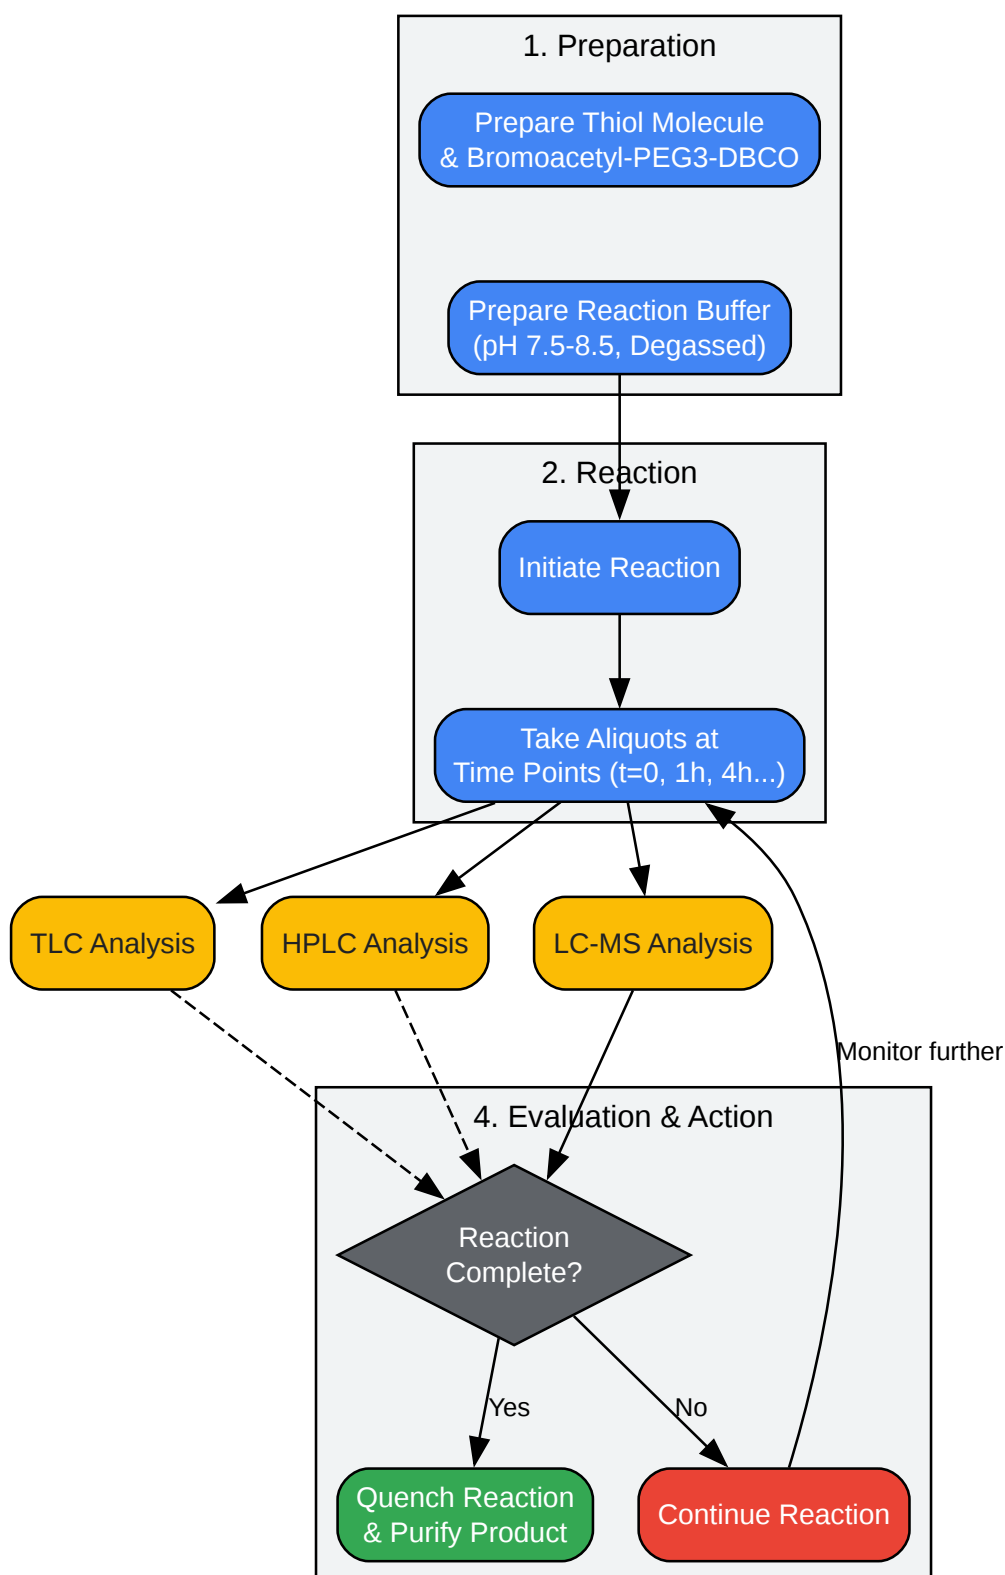 1. Preparation
Prepare Thiol Molecule
& Bromoacetyl-PEG3-DBCO
Prepare Reaction Buffer
(pH 7.5-8.5, Degassed)
2. Reaction
Initiate Reaction
Take Aliquots at
Time Points (t=0, 1h, 4h...)
TLC Analysis
HPLC Analysis
LC-MS Analysis
Monitor further
4. Evaluation & Action
Reaction
Complete?
Yes
No
Quench Reaction
& Purify Product
Continue Reaction